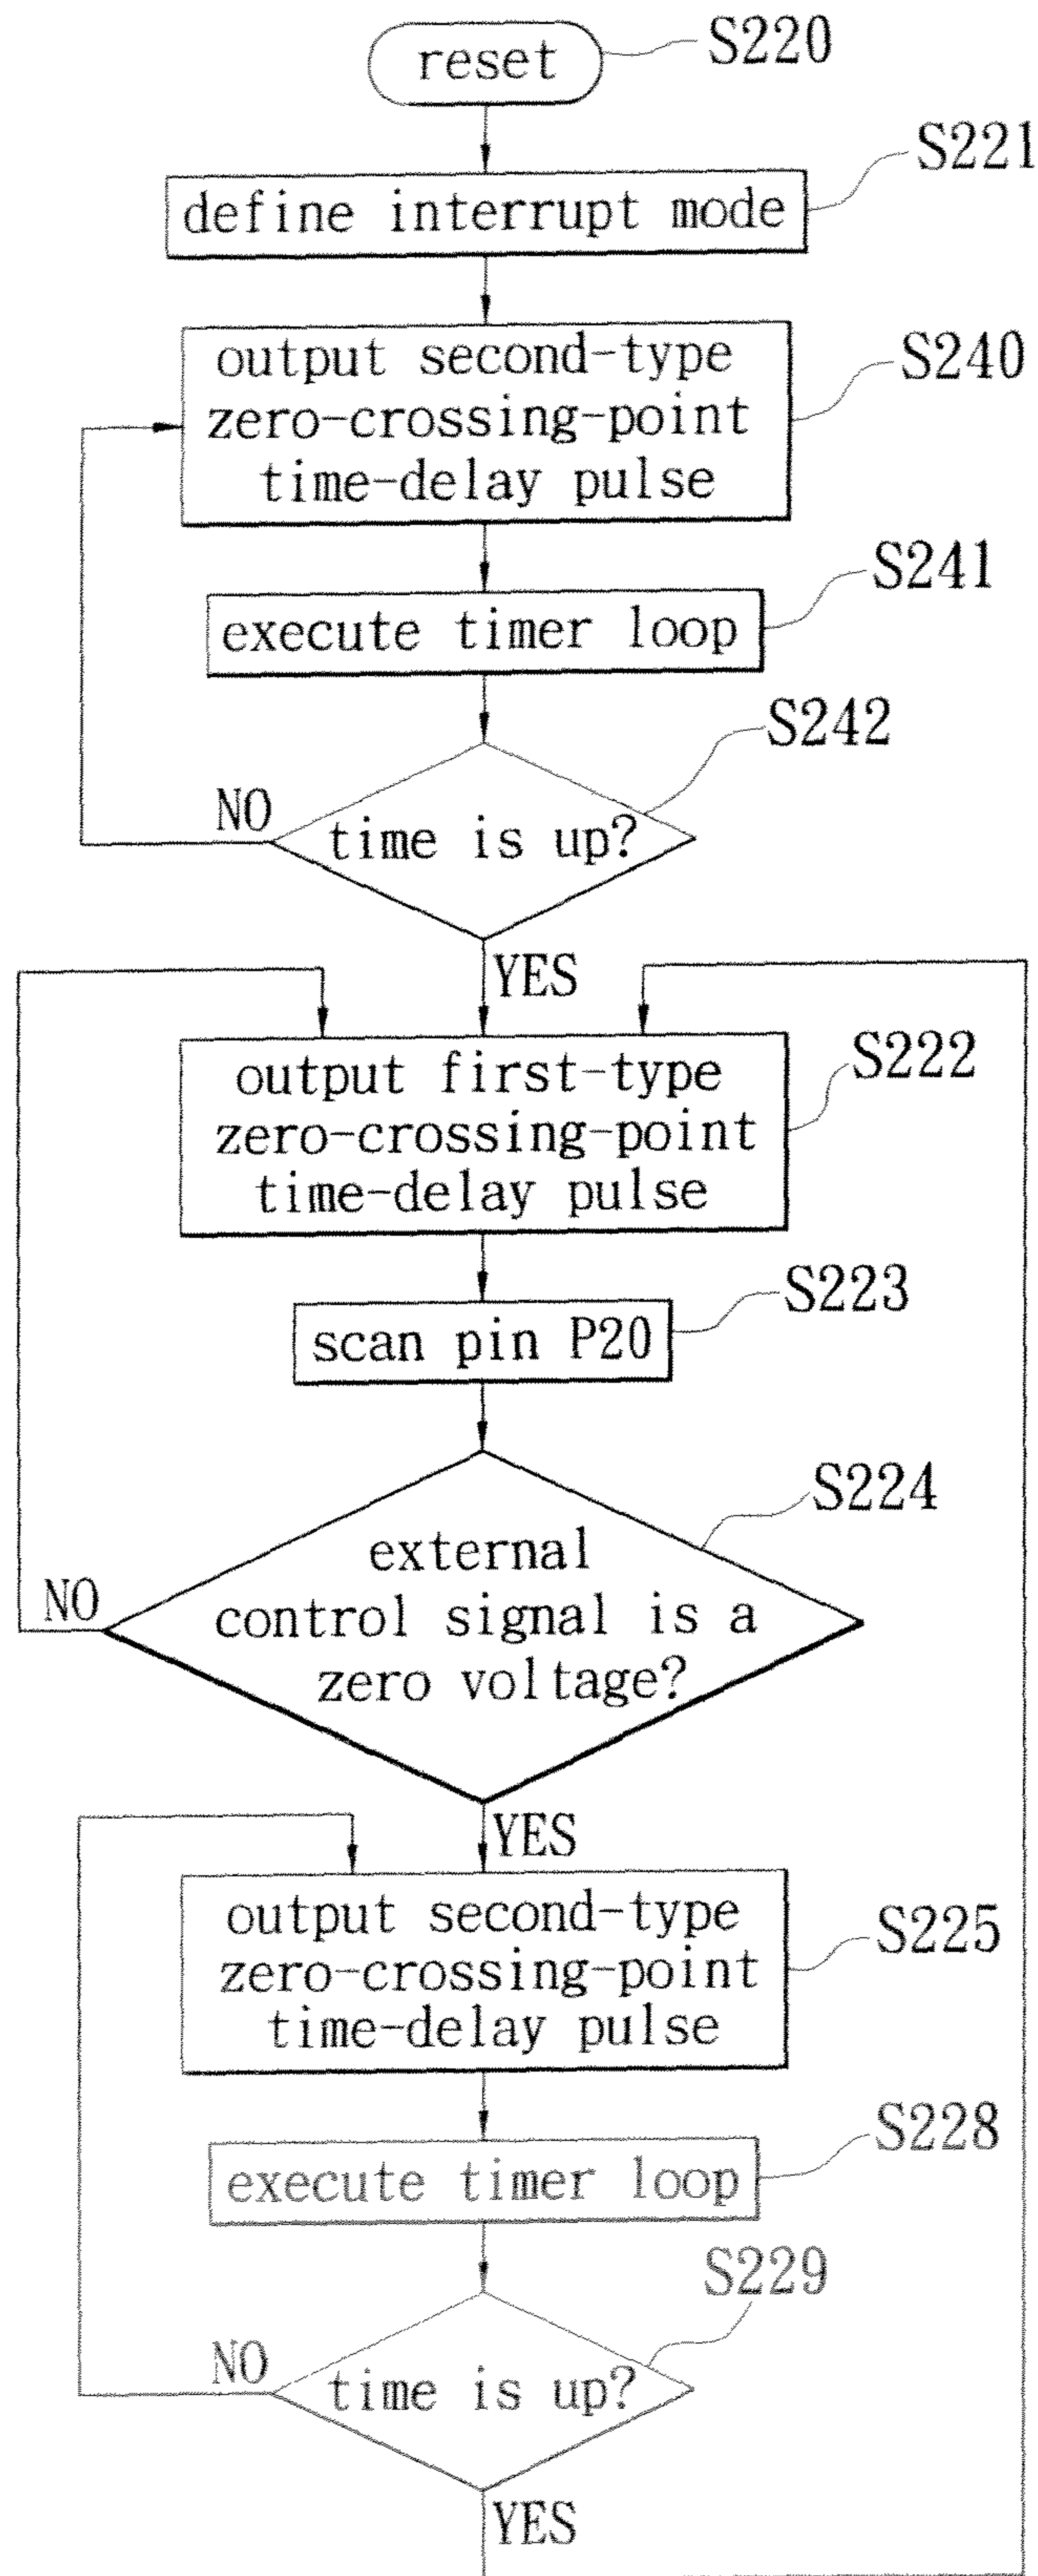 reset
S220
S221
define interrupt mode
S240
output second-type
zero-crossing-point
time-delay pulse
S241
execute timer loop
S242
NO
time is up?
YES
S222
output first-type
zero-crossing-point
time-delay pulse
S223
scan pin P20
S224
external
NO
control signal is a
zero voltage?
YES
S225
output second-type
zero-crossing-point
time-delay pulse
S228
execute timer loop
S229
NO
time is up?
YES